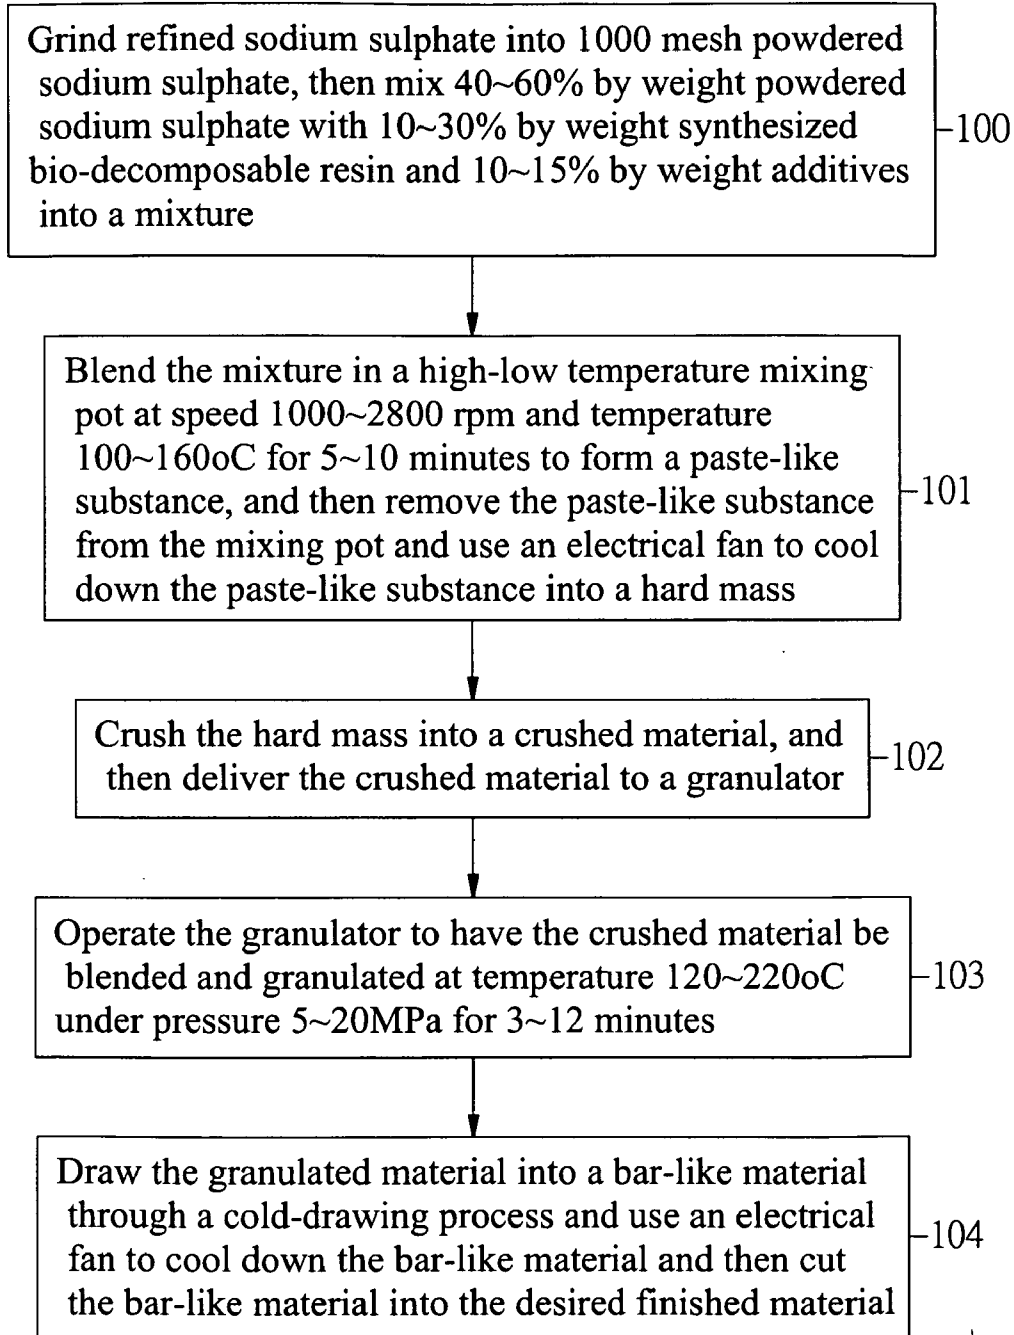 Grind refined sodium sulphate into 1000 mesh powdered
sodium sulphate, then mix 40~60% by weight powdered
sodium sulphate with 10~30% by weight synthesized
bio-decomposable resin and 10~15% by weight additives
into a mixture
100
Blend the mixture in a high-low temperature mixing
pot at speed 1000~2800 rpm and temperature
100~160oC for 5~10 minutes to form a paste-like
substance, and then remove the paste-like substance
from the mixing pot and use an electrical fan to cool
down the paste-like substance into a hard mass
101
Crush the hard mass into a crushed material, and
then deliver the crushed material to a granulator
102
Operate the granulator to have the crushed material be
blended and granulated at temperature 120~220oC
under pressure 5~20MPa for 3~12 minutes
103
Draw the granulated material into a bar-like material
through a cold-drawing process and use an electrical
fan to cool down the bar-like material and then cut
the bar-like material into the desired finished material
104